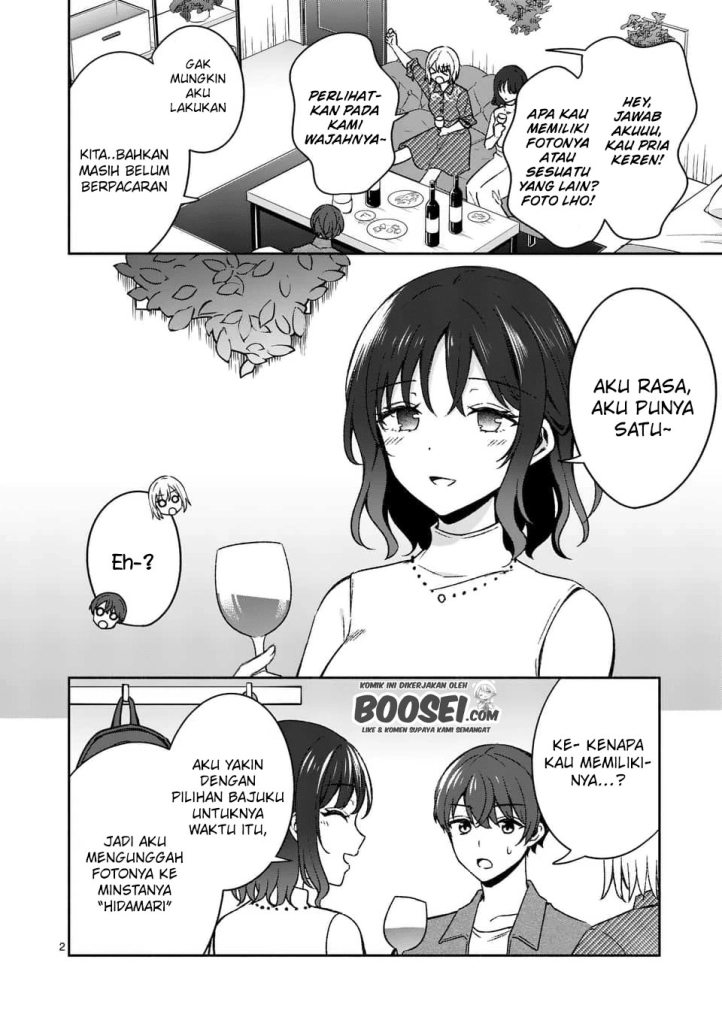 HEY,
JAWAB
AKUUU,
KAU PRIA
KEREN!
APA KAU
MEMILIKI
FOTONYA
ATAU
SESUATU
YANG LAIN?
FOTO LHO!
PERLIHAT-
KAN PADA
KAMI
WAJAHNYA~
GAK
MUNGKIN
AKU
LAKUKAN
KITA..BAHKAN
MASIH BELUM
BERPACARAN
AKU RASA,
AKU PUNYA
SATU~
Eh-?
KOMIK INI DIKERJAKAN OLEH
BOOSEI.COM
LIKE & KOMEN SUPAYA KAMI SEMANGAT
KE- KENAPA
KAU MEMILIKI-
NYA...?
AKU YAKIN
DENGAN
PILIHAN BAJUKU
UNTUKNYA
WAKTU ITU,
JADI AKU
MENGUNGGAH
FOTONYA KE
MINSTANYA
"HIDAMARI"
2